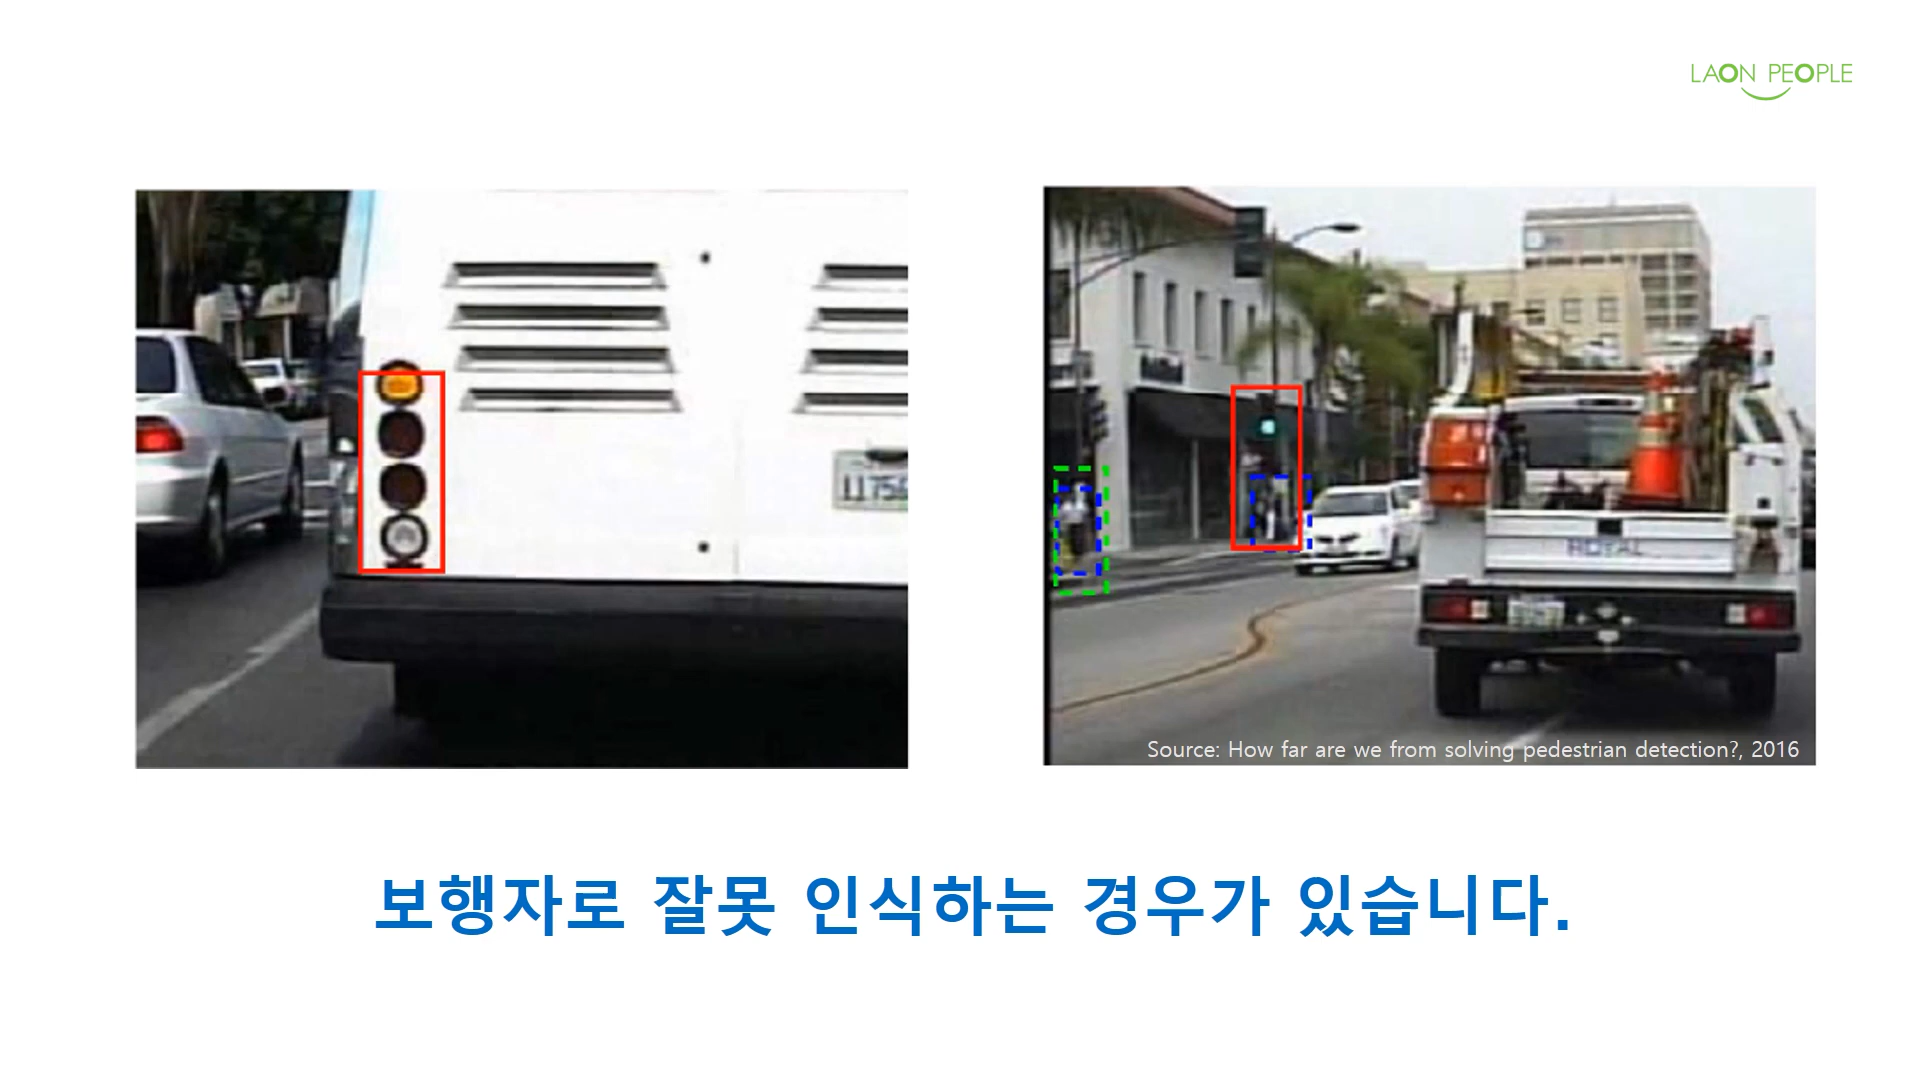 LAON PEOPLE
ROYAL
Source: How far are we from solving pedestrian detection?, 2016
보행자로 잘못 인식하는 경우가 있습니다.